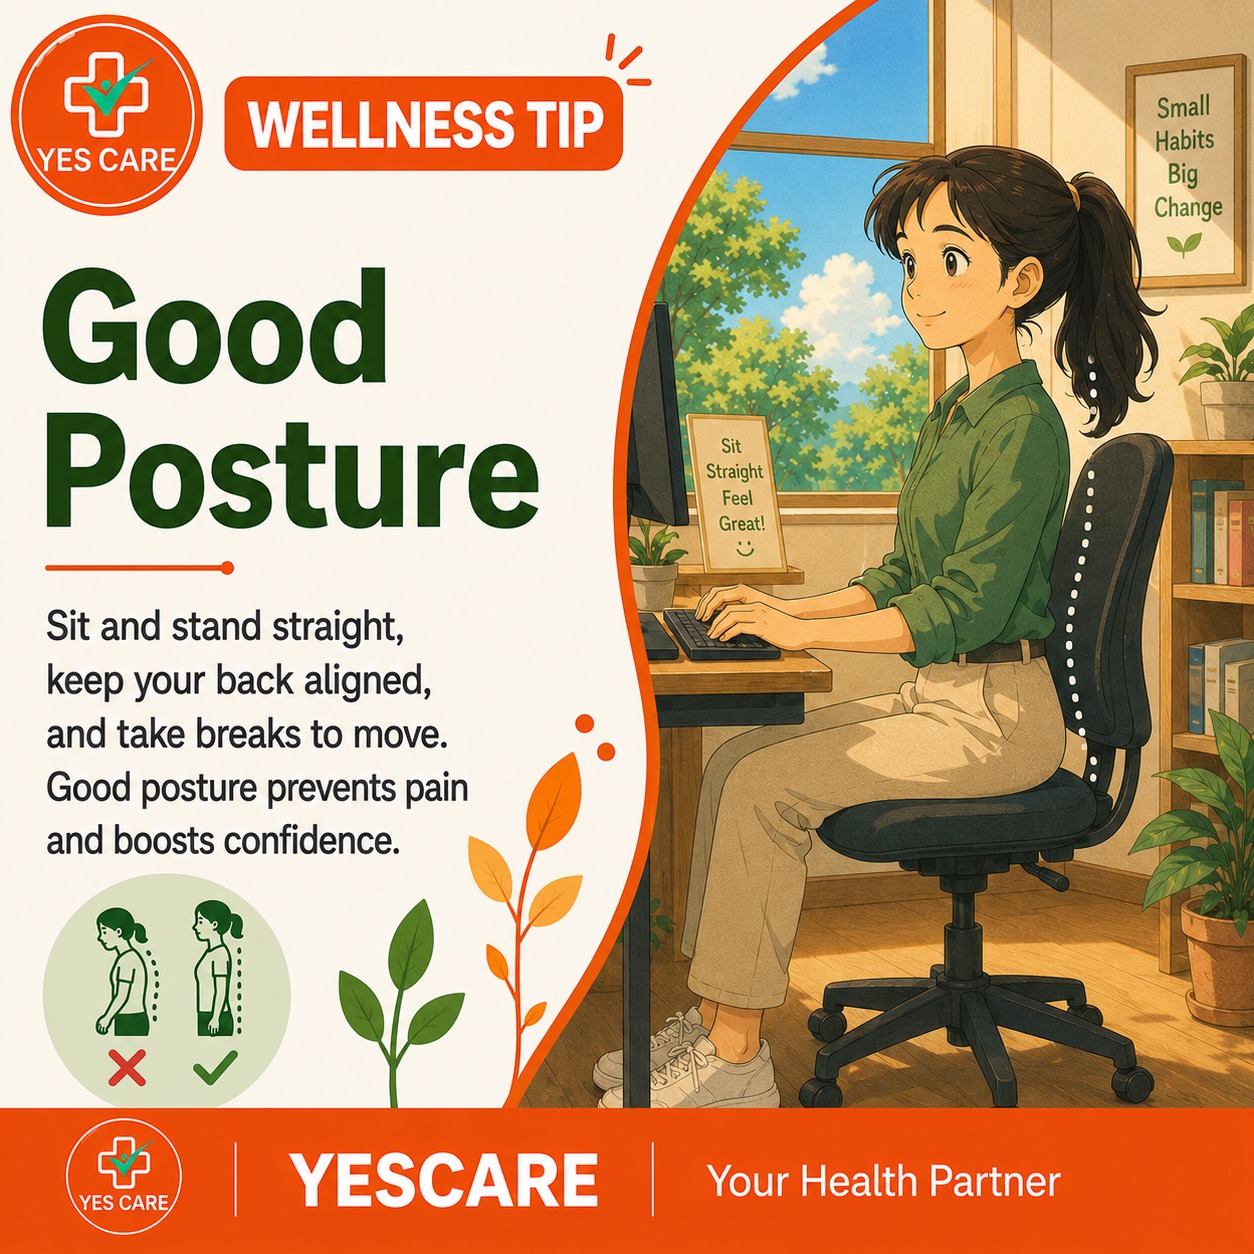 YES CARE
WELLNESS TIP
Good
Posture
Sit and stand straight,
keep your back aligned,
and take breaks to move.
Good posture prevents pain
and boosts confidence.
Small
Habits
Big
Change
Sit
Straight
Feel
Great!
YES CARE
YESCARE
Your Health Partner